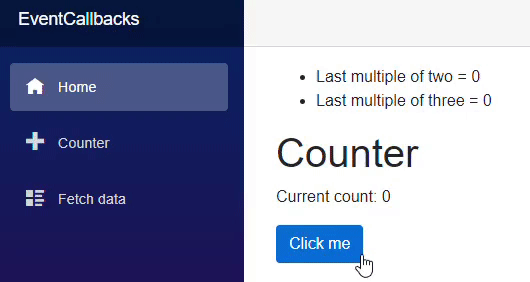 EventCallbacks
Home
Counter
Fetch data
Last multiple of two = 0
Last multiple of three = 0
Counter
Current count: 0
Click me